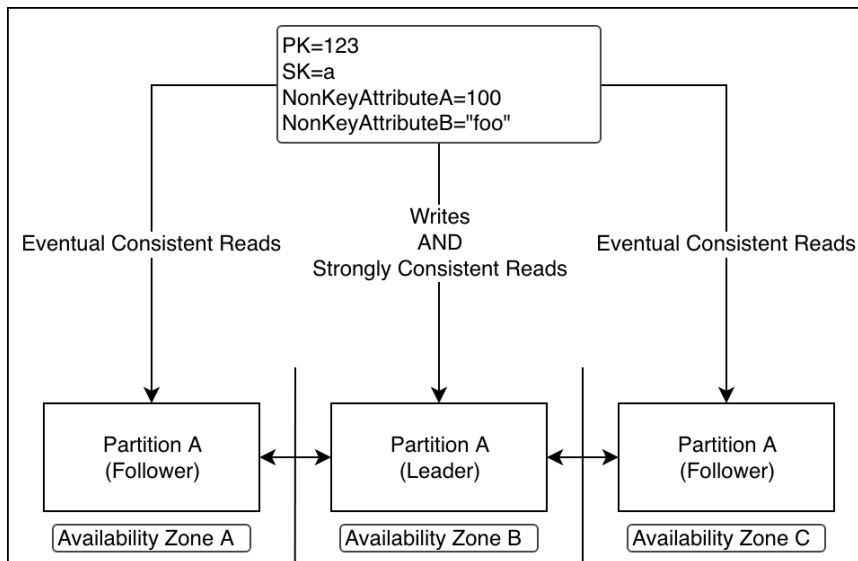 PK=123
SK=a
NonKeyAttributeA=100
NonKeyAttributeB="foo"
Eventual Consistent Reads
Writes
AND
Strongly Consistent Reads
Eventual Consistent Reads
Partition A
(Follower)
Partition A
(Leader)
Partition A
(Follower)
Availability Zone A
Availability Zone B
Availability Zone C